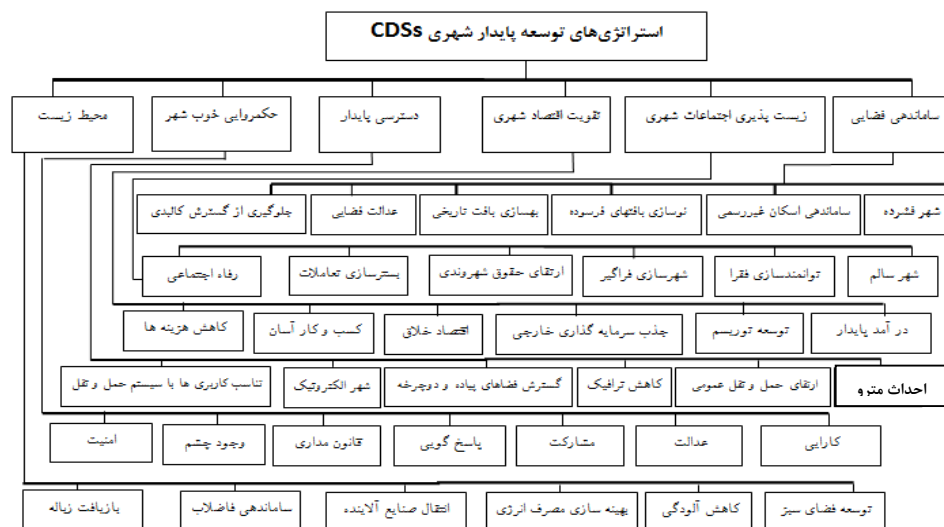 استراتژی‌های توسعه پایدار شهری CDSs
ساماندهی فضایی
زیست پذیری اجتماعات شهری
تقویت اقتصاد شهری
دسترسی پایدار
حکمروایی خوب شهر
محیط زیست
شهر فشرده
ساماندهی اسکان غیررسمی
نوسازی بافتهای فرسوده
بهسازی بافت تاریخی
عدالت فضایی
جلوگیری از گسترش کالبدی
شهر سالم
توانمندسازی فقرا
شهرسازی فراگیر
ارتقای حقوق شهروندی
بسترسازی تعاملات
رفاه اجتماعی
در آمد پایدار
توسعه توریسم
جذب سرمایه گذاری خارجی
اقتصاد خلاق
کسب و کار آسان
کاهش هزینه ها
احداث مترو
ارتقای حمل و نقل عمومی
کاهش ترافیک
گسترش فضاهای پیاده و دوچرخه
شهر الکترونیک
تناسب کاربری ها با سیستم حمل و نقل
کارایی
عدالت
مشارکت
پاسخ گویی
قانون مداری
وجود چشم
امنیت
توسعه فضای سبز
کاهش آلودگی
بهینه سازی مصرف انرژی
انتقال صنایع آلاینده
ساماندهی فاضلاب
بازیافت زباله